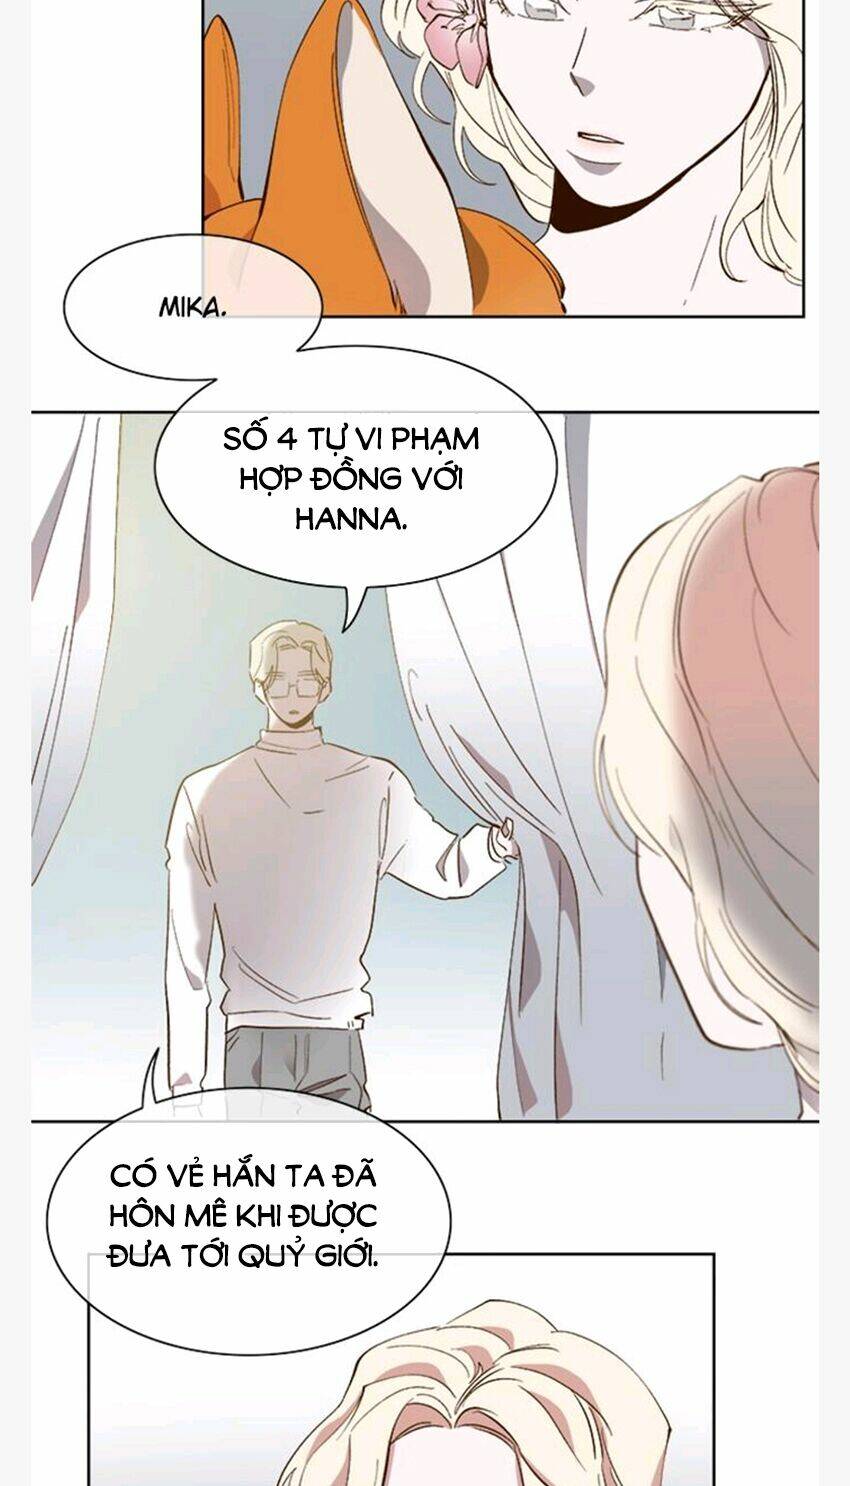 MIKA.
SỐ 4 TỰ VI PHẠM
HỢP ĐỒNG VỚI
HANNA.
CÓ VẺ HẮN TA ĐÃ
HÔN MÊ KHI ĐƯỢC
ĐƯA TỚI QUỶ GIỚI.